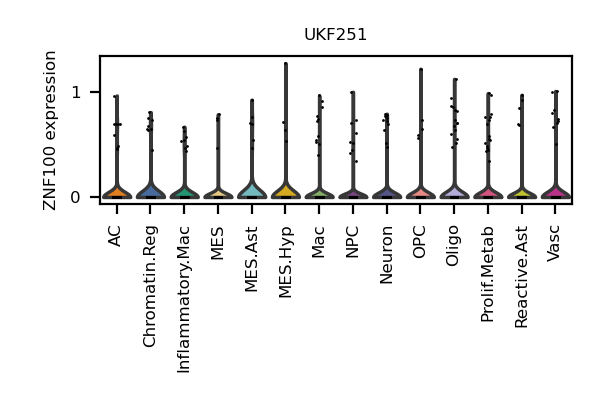 UKF251
ZNF100 expression
1
0
AC
Chromatin.Reg
Inflammatory.Mac
MES
MES.Ast
MES.Hyp
Mac
NPC
Neuron
OPC
Oligo
Prolif.Metab
Reactive.Ast
Vasc